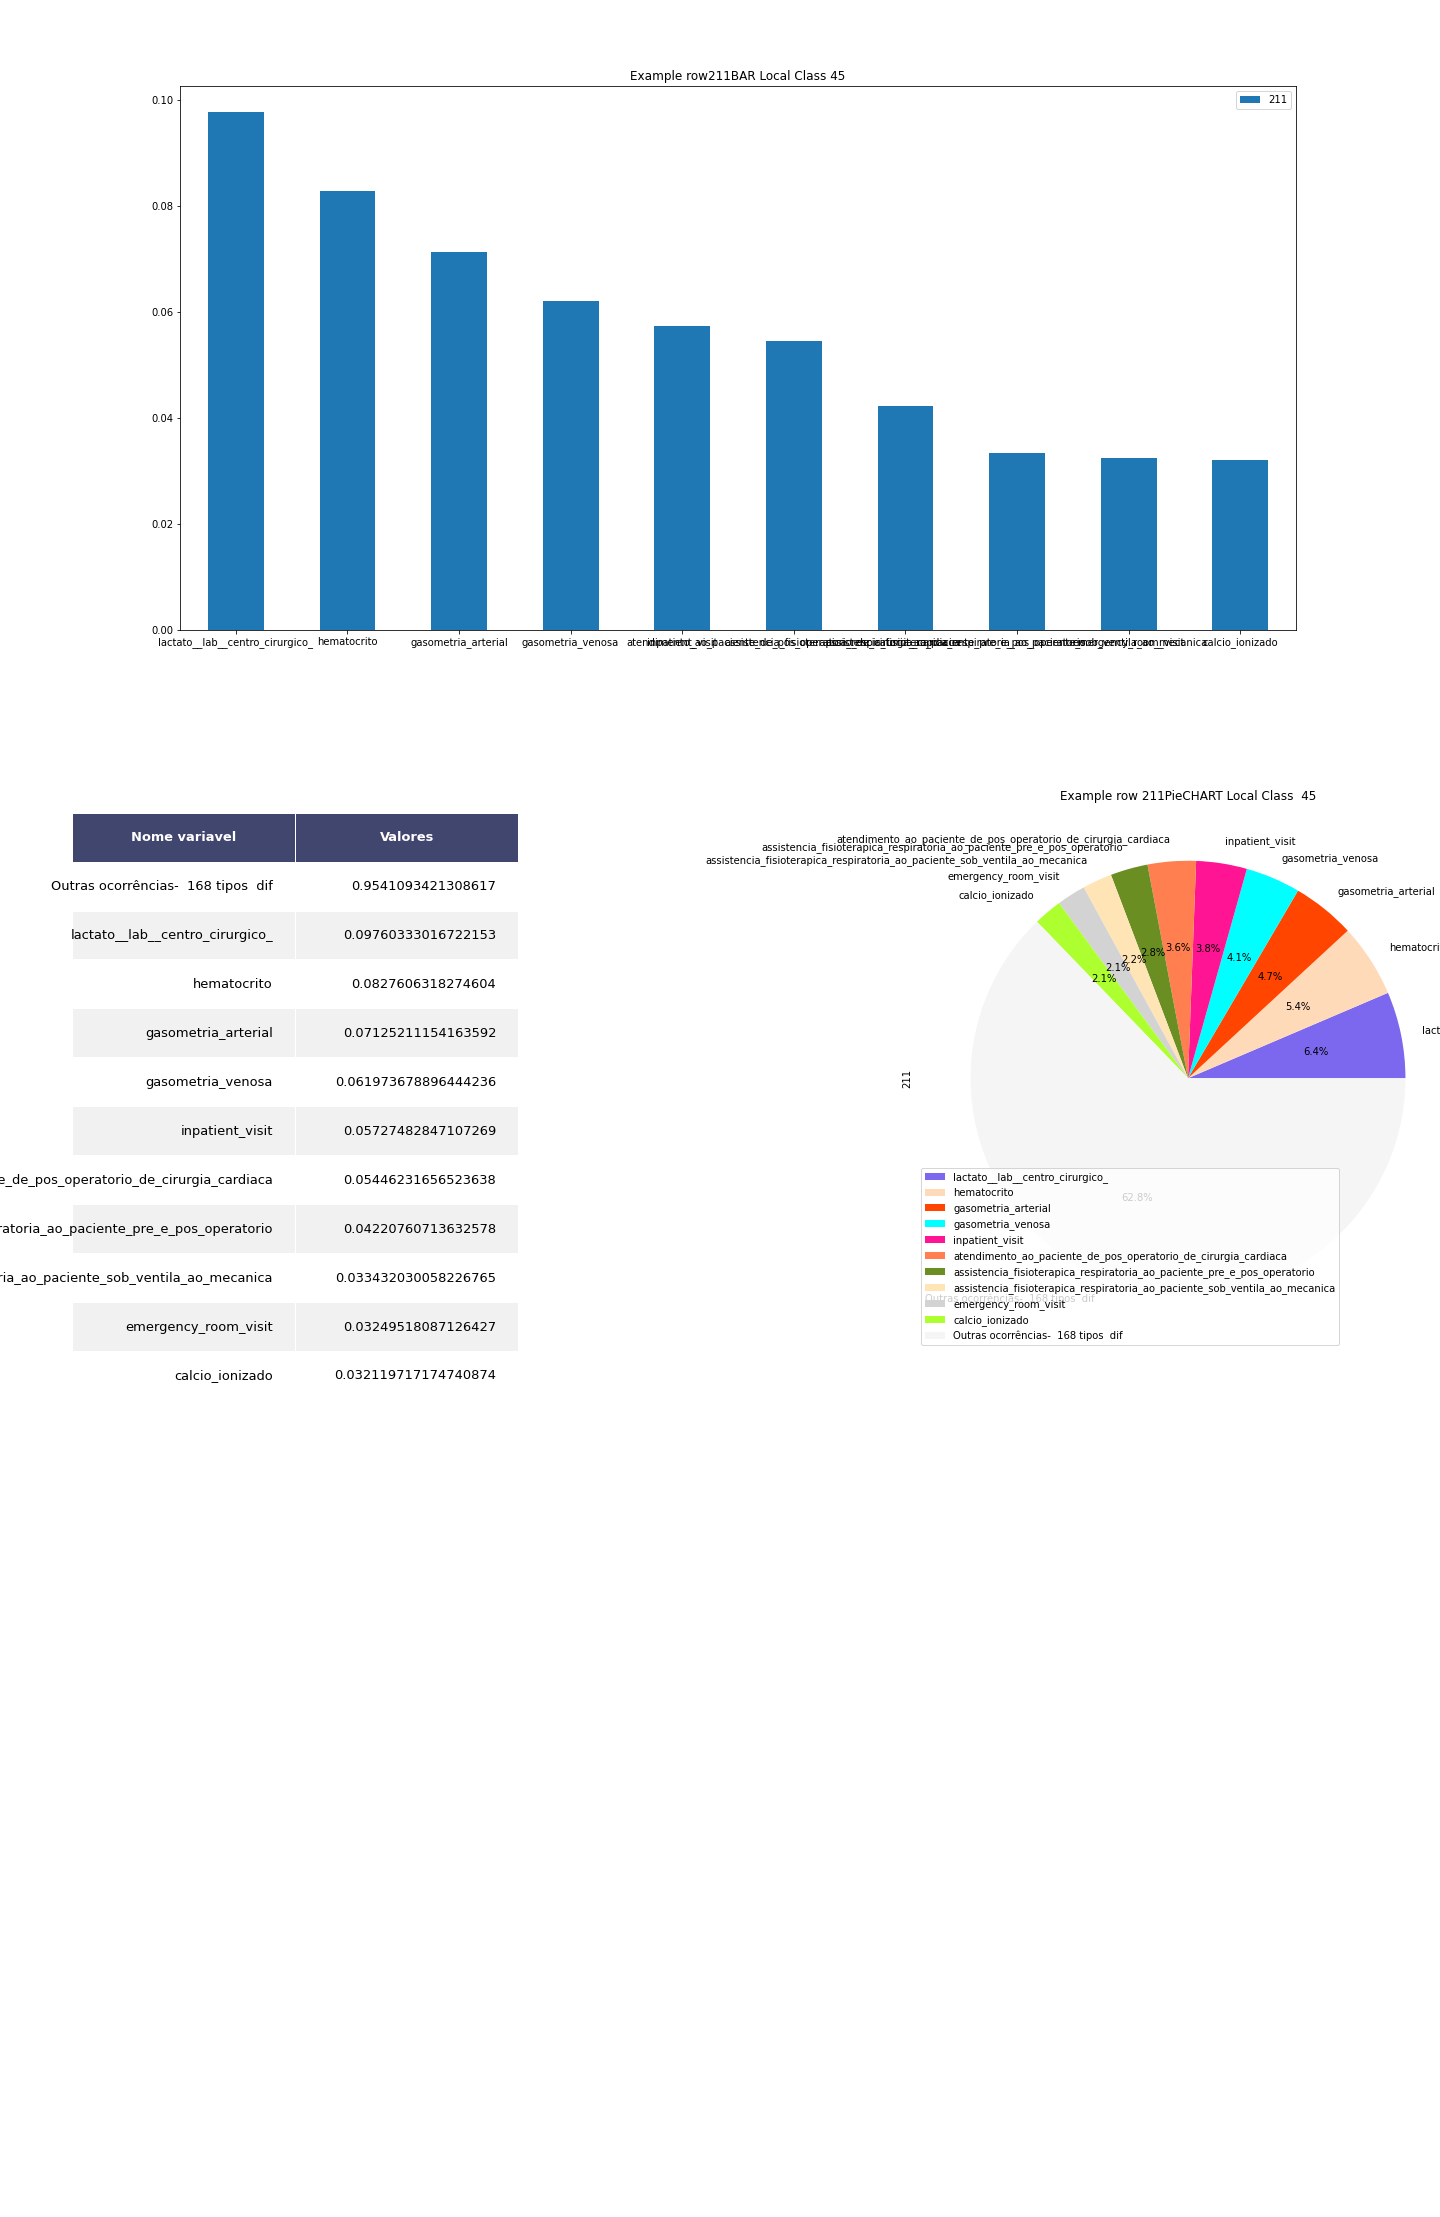 Example row211BAR Local Class 45
211
0.10
0.08
0.06
0.04
0.02
0.00
lactato__lab__centro_cirurgico_
hematocrito
gasometria_arterial
gasometria_venosa
calcio_ionizado
Example row 211PieCHART Local Class  45
Nome variavel Valores
Outras ocorrências-  168 tipos  dif 0.9541093421308617
lactato__lab__centro_cirurgico_ 0.09760333016722153
hematocrito 0.0827606318274604
gasometria_arterial 0.07125211154163592
gasometria_venosa 0.061973678896444236
inpatient_visit 0.05727482847107269
e_de_pos_operatorio_de_cirurgia_cardiaca 0.05446231656523638
ratoria_ao_paciente_pre_e_pos_operatorio 0.04220760713632578
ria_ao_paciente_sob_ventila_ao_mecanica 0.033432030058226765
emergency_room_visit 0.03249518087126427
calcio_ionizado 0.032119717174740874
atendimento_ao_paciente_de_pos_operatorio_de_cirurgia_cardiaca
inpatient_visit
assistencia_fisioterapica_respiratoria_ao_paciente_pre_e_pos_operatorio
gasometria_venosa
assistencia_fisioterapica_respiratoria_ao_paciente_sob_ventila_ao_mecanica
emergency_room_visit
gasometria_arterial
calcio_ionizado
hematocri
lact
3.6%
3.8%
2.8%
4.1%
2.2%
2.1%
4.7%
2.1%
5.4%
6.4%
211
62.8%
Outras ocorrências-  168 tipos  dif
lactato__lab__centro_cirurgico_
hematocrito
gasometria_arterial
gasometria_venosa
inpatient_visit
atendimento_ao_paciente_de_pos_operatorio_de_cirurgia_cardiaca
assistencia_fisioterapica_respiratoria_ao_paciente_pre_e_pos_operatorio
assistencia_fisioterapica_respiratoria_ao_paciente_sob_ventila_ao_mecanica
emergency_room_visit
calcio_ionizado
Outras ocorrências-  168 tipos  dif